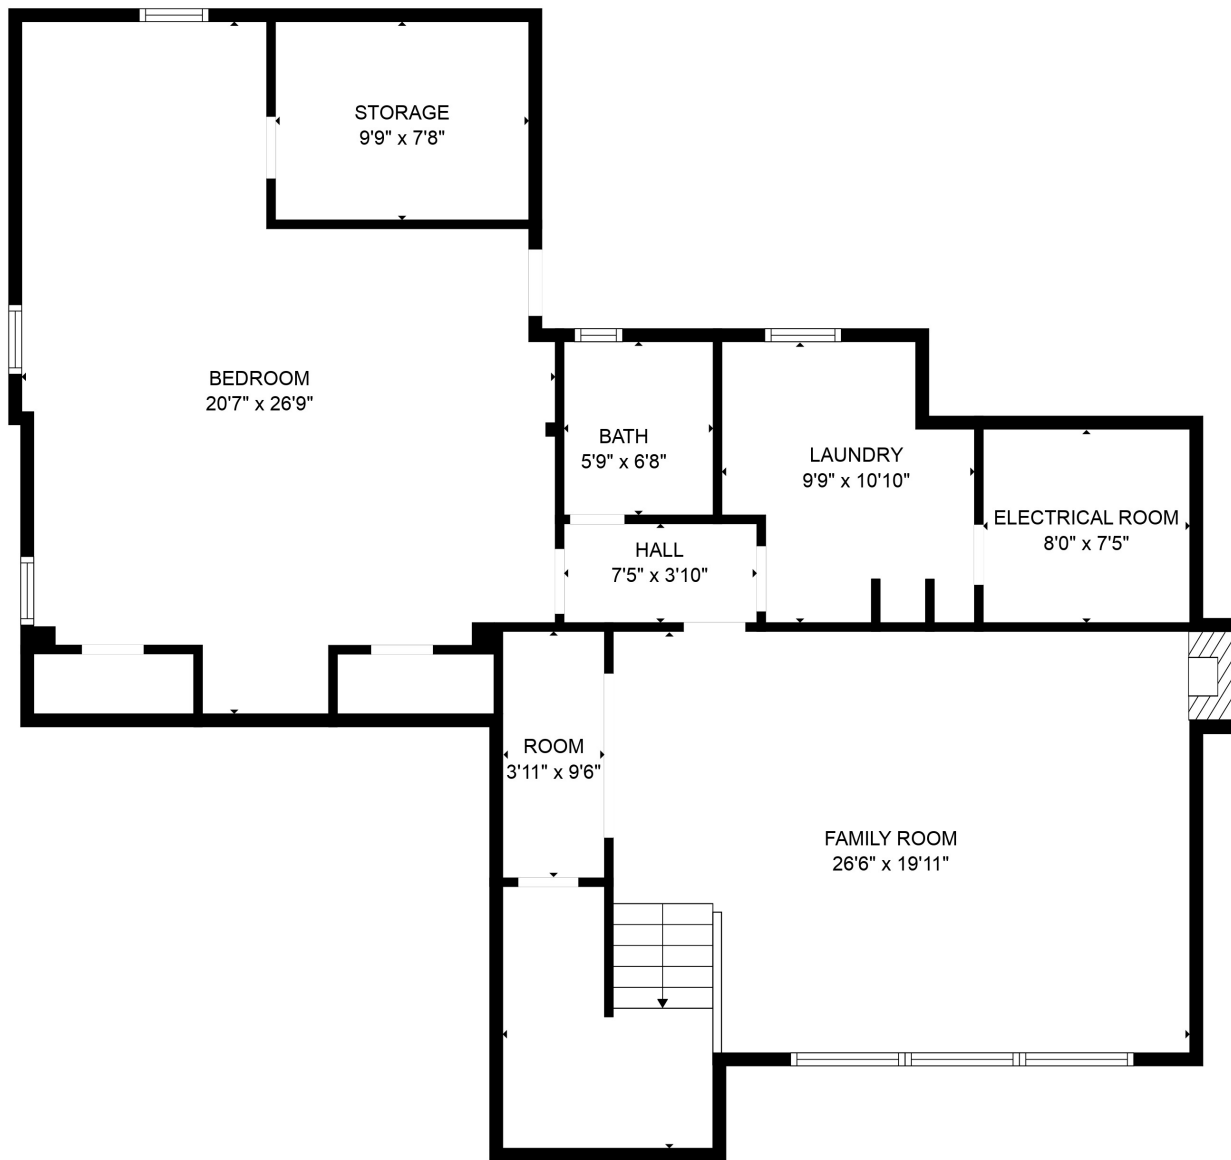 STORAGE
9'9" x 7'8"
BEDROOM
20'7" x 26'9"
BATH
5'9" x 6'8"
LAUNDRY
9'9" x 10'10"
ELECTRICAL ROOM
8'0" x 7'5"
HALL
7'5" x 3'10"
ROOM
3'11" x 9'6"
FAMILY ROOM
26'6" x 19'11"